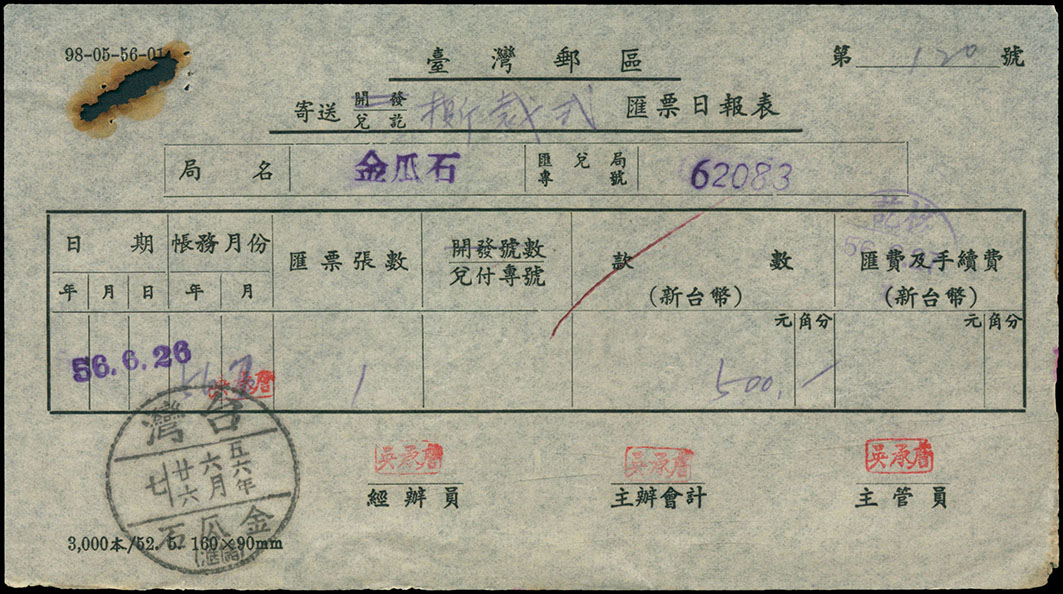 98-05-56-01
臺灣郵區
第 120 號
寄送 開發 兌訖 匯票日報表
局名 金瓜石 匯兌局專號 62083
日期 帳務月份 匯票張數 開發號數 兌付專號 款數 (新台幣) 匯費及手續費 (新台幣)
年 月 日 年 月 元 角分 元 角分
56.6.26 1 500.—
吳承唐
台灣
五六年
六月
廿六
金瓜石
(匯儲)
吳承唐 吳承唐 吳承唐
經辦員 主辦會計 主管員
3,000本/52. 5. 160×90mm